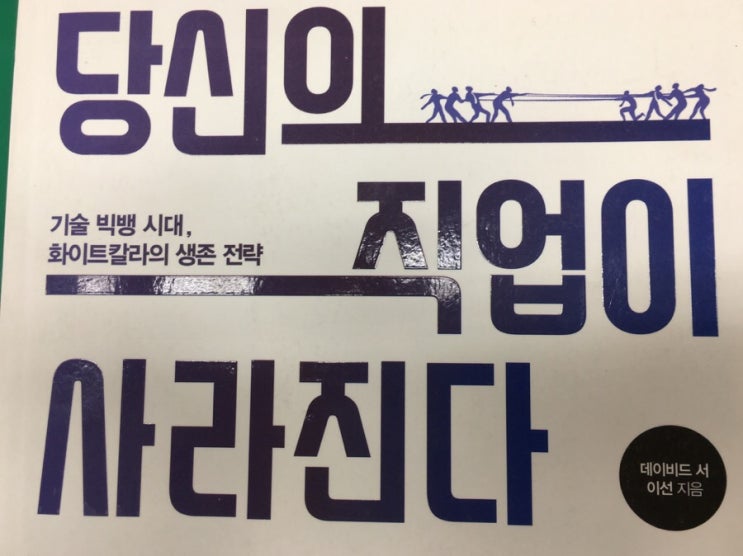 당신의
기술 빅뱅 시대,
화이트칼라의 생존 전략
직업이
사라진다
데이비드 서
이선 지음